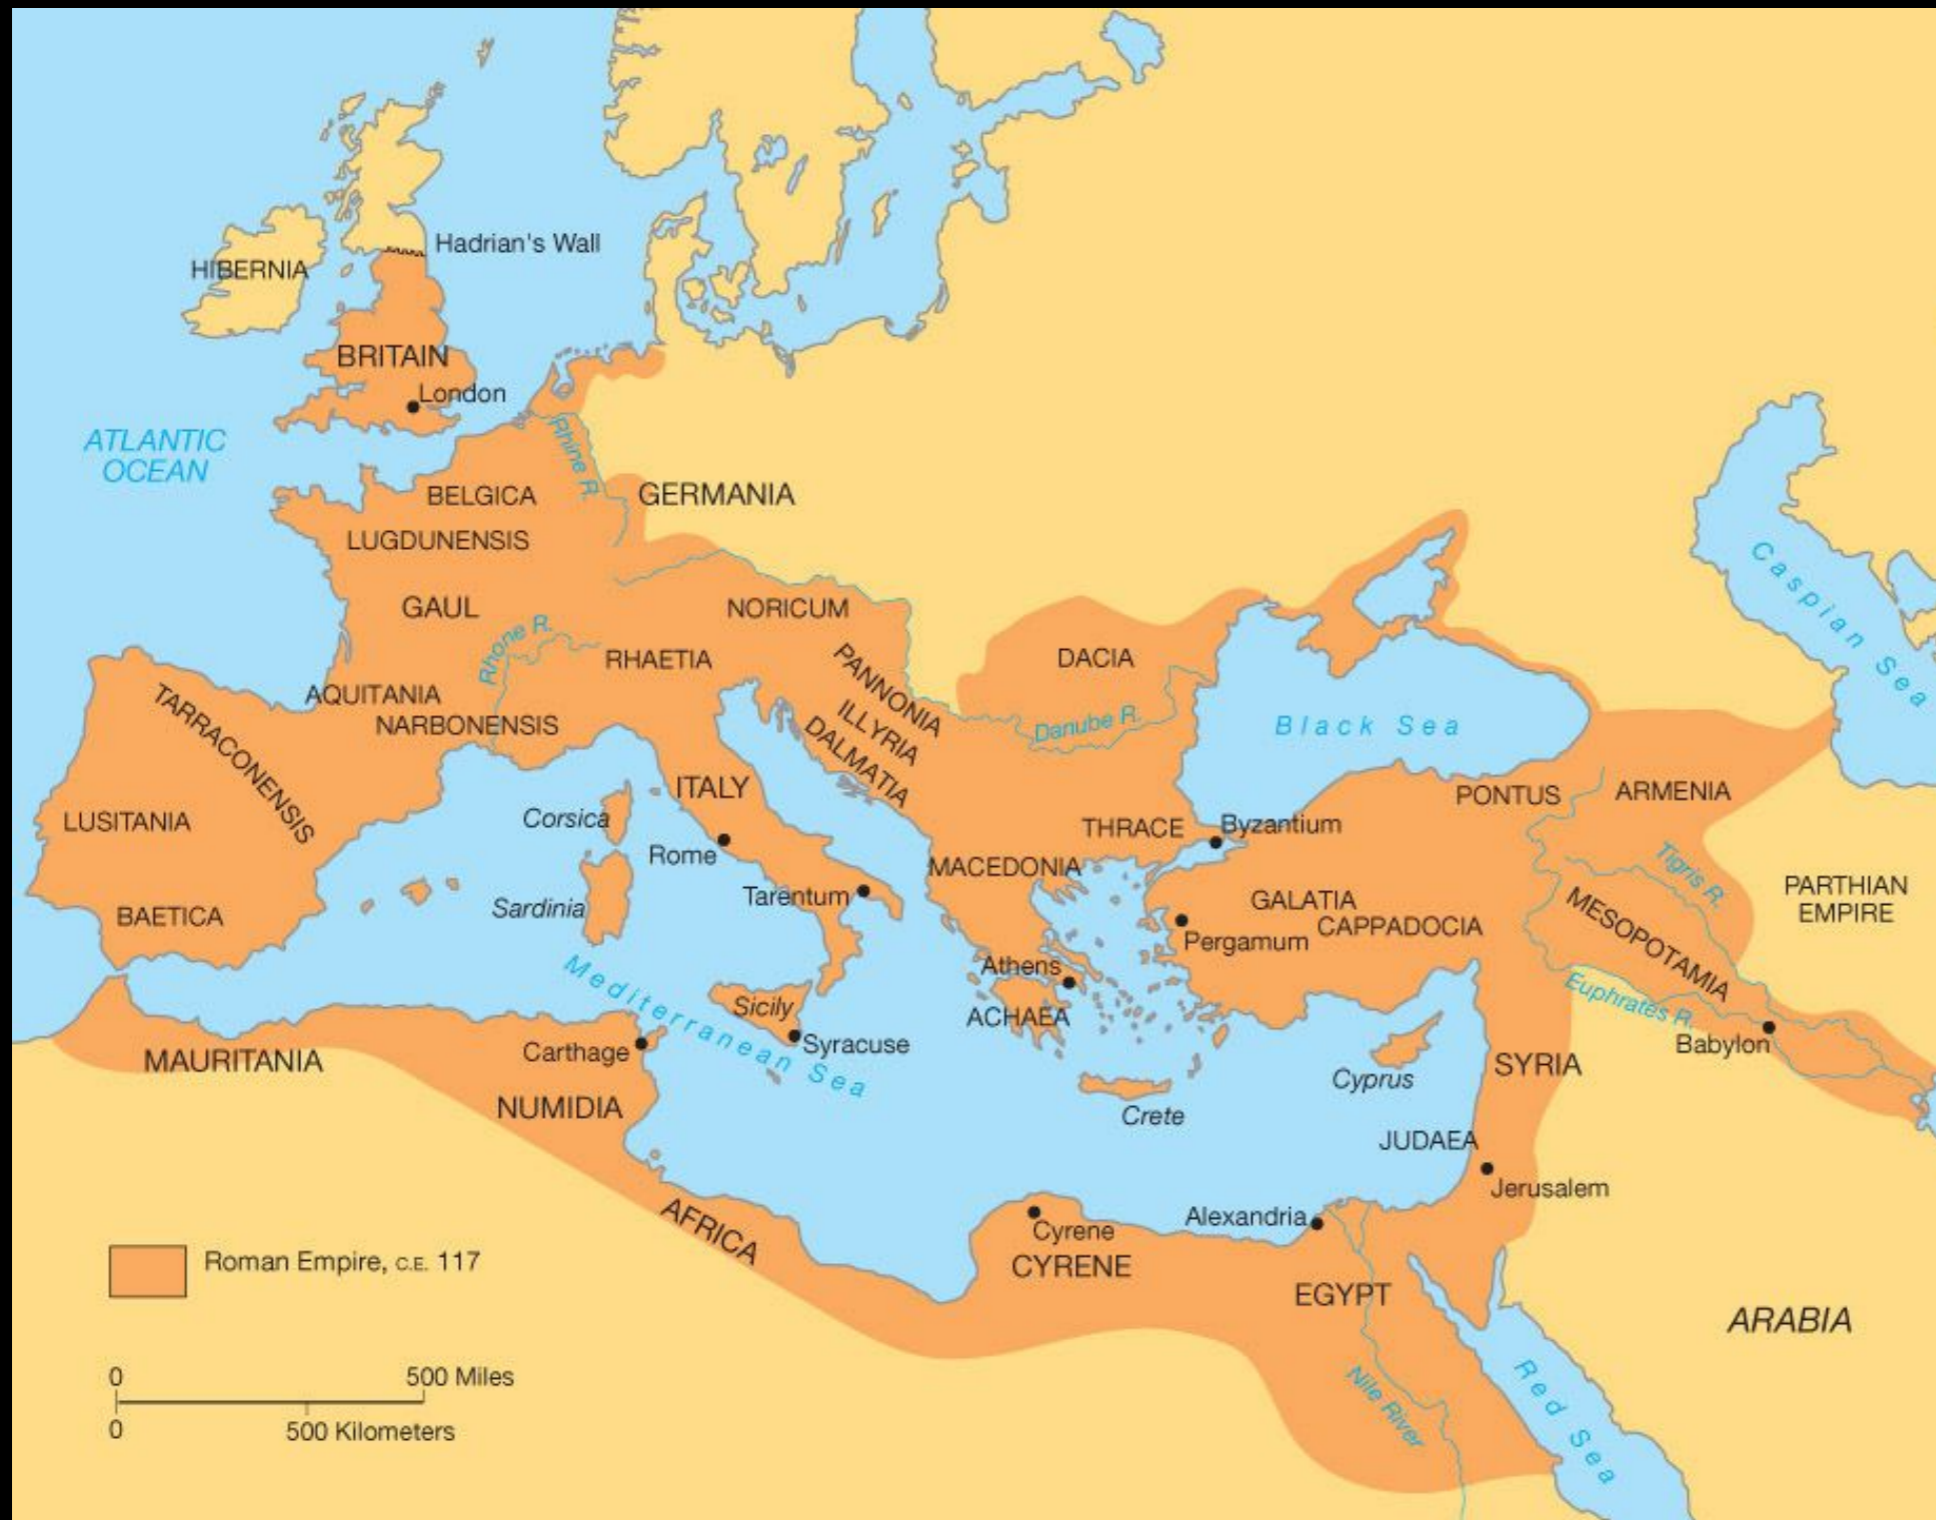 HIBERNIA
Hadrian's Wall
BRITAIN
London
ATLANTIC
OCEAN
Rhine R.
BELGICA
GERMANIA
LUGDUNENSIS
GAUL
NORICUM
Rhone R.
RHAETIA
PANNONIA
ILLYRIA
DALMATIA
DACIA
Danube R.
Black Sea
Caspian Sea
AQUITANIA
NARBONENSIS
TARRACONENSIS
LUSITANIA
BAETICA
ITALY
Corsica
Rome
Sardinia
Tarentum
THRACE
Byzantium
MACEDONIA
PONTUS
ARMENIA
Tigris R.
PARTHIAN
EMPIRE
GALATIA
CAPPADOCIA
Pergamum
MESOPOTAMIA
Euphrates R.
Babylon
Athens
ACHAEA
Sicily
Syracuse
Mediterranean Sea
MAURITANIA
Carthage
NUMIDIA
Crete
Cyprus
SYRIA
JUDAEA
Jerusalem
AFRICA
Cyrene
CYRENE
Alexandria
EGYPT
Nile River
Red Sea
ARABIA
Roman Empire, C.E. 117
0 500 Miles
0 500 Kilometers